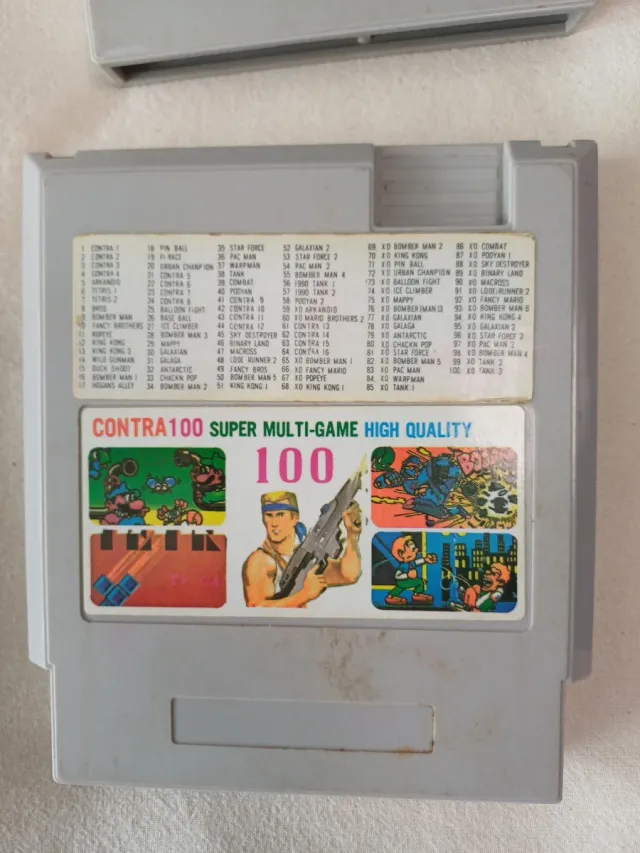 1 CONTRA 1
2 CONTRA 2
3 CONTRA 3
4 CONTRA 4
5 ARKANOID
6 TETRIS 1
7 TETRIS 2
8 BROS
9 BOMBER MAN
10 FANCY BROTHERS
11 POPEYE
12 KING KONG
13 KING KONG 3
14 WILD GUNMAN
15 DUCK SHOOT
16 BOMBER MAN 1
17 HOGANS ALLEY
18 PIN BALL
19 F1 RACE
20 URBAN CHANPION
21 CONTRA 5
22 CONTRA 6
23 CONTRA 7
24 CONTRA 8
25 BALLOON FIGHT
26 BASE BALL
27 ICE CLIMBER
28 BOMBER MAN 3
29 MAPPY
30 GALAXIAN
31 GALAGA
32 ANTARCTIC
33 CHACKN POP
34 BOMBER MAN 2
35 STAR FORCE
36 PAC MAN
37 WARPMAN
38 TANK
39 COMBAT
40 POOYAN
41 CONTRA 9
42 CONTRA 10
43 CONTRA 11
44 CONTRA 12
45 SKY DESTROYER
46 BINARY LAND
47 MACROSS
48 LODE RUNNER 2
49 FANCY BROS
50 BOMBER MAN 5
51 KING KONG 1
52 GALAXIAN 2
53 STAR FORCE 2
54 PAC MAN 2
55 BOMBER MAN 4
56 1990 TANK 1
57 1990 TANK 2
58 POOYAN 2
59 XO ARKANOID
60 XO MARIO BROTHERS 2
61 CONTRA 13
62 CONTRA 14
63 CONTRA 15
64 CONTRA 16
65 XO BOMBER MAN 1
66 XO FANCY MARIO
67 XO POPEYE
68 XO KING KONG 1
69 XO BOMBER MAN 2
70 XO KING KONG
71 XO PIN BALL
72 XO URBAN CHANPION
73 XO BALLOON FIGHT
74 XO ICE CLIMBER
75 XO MAPPY
76 XO BOMBER MAN 3
77 XO GALAXIAN
78 XO GALAGA
79 XO ANTARCTIC
80 XO CHACKN POP
81 XO STAR FORCE
82 XO BOMBER MAN 5
83 XO PAC MAN
84 XO WARPMAN
85 XO TANK 1
86 XO COMBAT
87 XO POOYAN 1
88 XO SKY DESTROYER
89 XO BINARY LAND
90 XO MACROSS
91 XO LODE RUNNER 2
92 XO FANCY MARIO
93 XO BOMBER MAN 6
94 XO KING KONG 4
95 XO GALAXIAN 2
96 XO STAR FORCE 2
97 XO PAC MAN 2
98 XO BOMBER MAN 4
99 XO TANK 2
100 XO TANK 3
CONTRA100 SUPER MULTI-GAME HIGH QUALITY
100